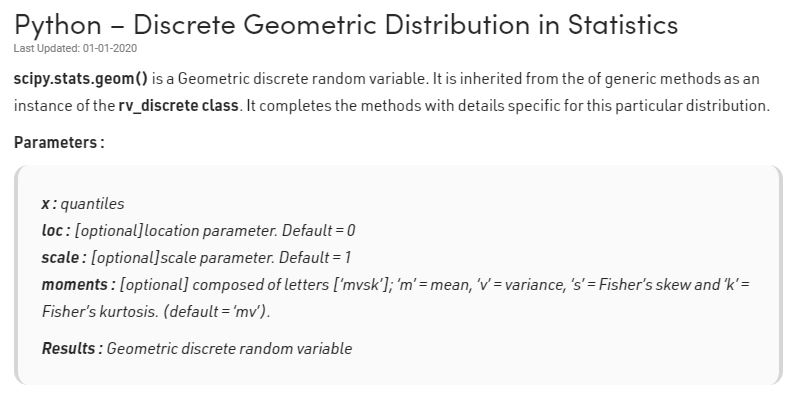 Python – Discrete Geometric Distribution in Statistics
Last Updated: 01-01-2020
scipy.stats.geom() is a Geometric discrete random variable. It is inherited from the of generic methods as an
instance of the rv_discrete class. It completes the methods with details specific for this particular distribution.
Parameters :
x : quantiles
loc : [optional]location parameter. Default = 0
scale : [optional]scale parameter. Default = 1
moments : [optional] composed of letters [‘mvsk’]; ‘m’ = mean, ‘v’ = variance, ‘s’ = Fisher’s skew and ‘k’ =
Fisher’s kurtosis. (default = ‘mv’).
Results : Geometric discrete random variable